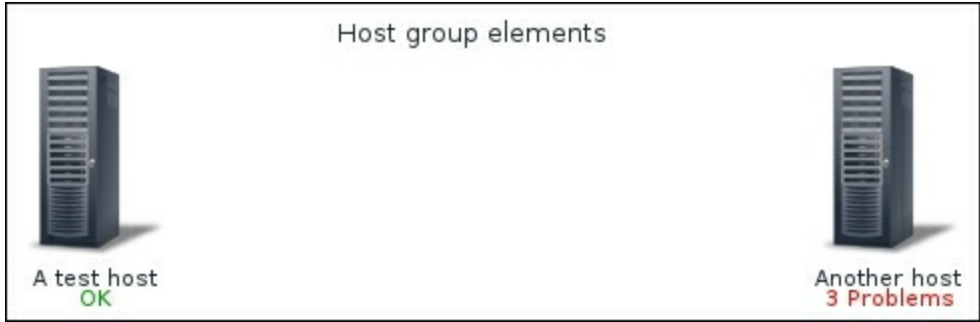 Host group elements
A test host
OK
Another host
3 Problems